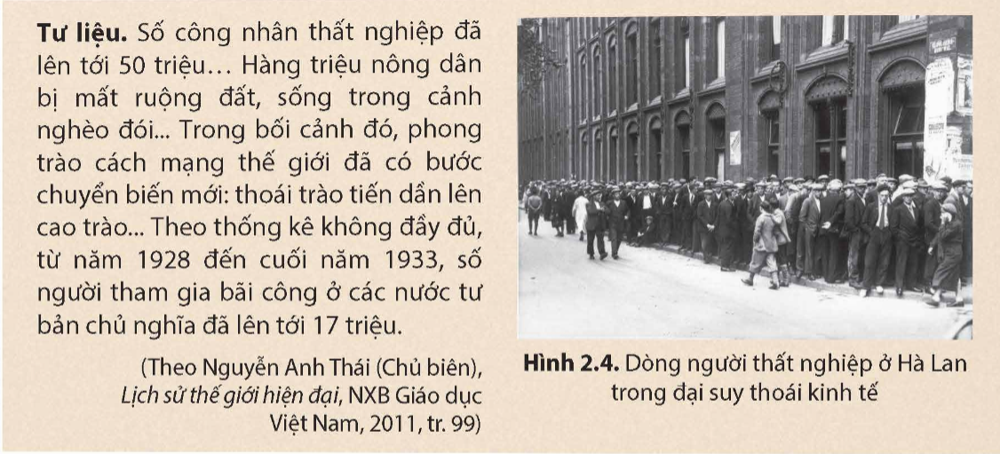 Tư liệu. Số công nhân thất nghiệp đã
lên tới 50 triệu… Hàng triệu nông dân
bị mất ruộng đất, sống trong cảnh
nghèo đói... Trong bối cảnh đó, phong
trào cách mạng thế giới đã có bước
chuyển biến mới: thoái trào tiến dần lên
cao trào... Theo thống kê không đầy đủ,
từ năm 1928 đến cuối năm 1933, số
người tham gia bãi công ở các nước tư
bản chủ nghĩa đã lên tới 17 triệu.
(Theo Nguyễn Anh Thái (Chủ biên),
Lịch sử thế giới hiện đại, NXB Giáo dục
Việt Nam, 2011, tr. 99)
Hình 2.4. Dòng người thất nghiệp ở Hà Lan
trong đại suy thoái kinh tế